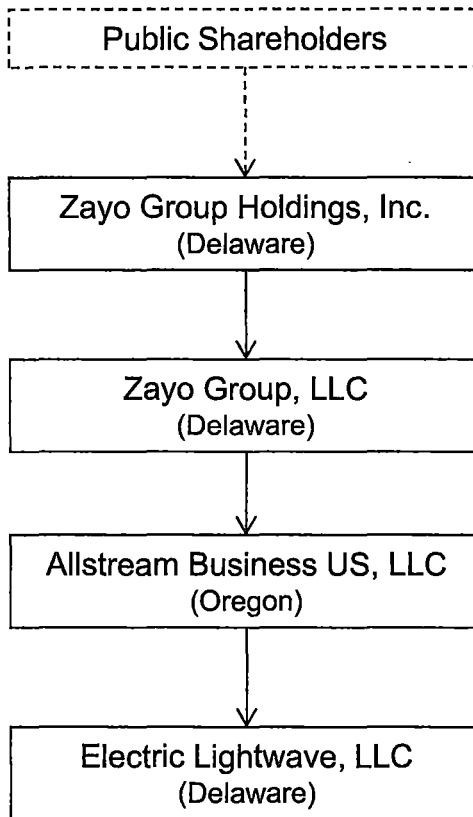 Public Shareholders
Zayo Group Holdings, Inc.
(Delaware)
Zayo Group, LLC
(Delaware)
Allstream Business US, LLC
(Oregon)
Electric Lightwave, LLC
(Delaware)